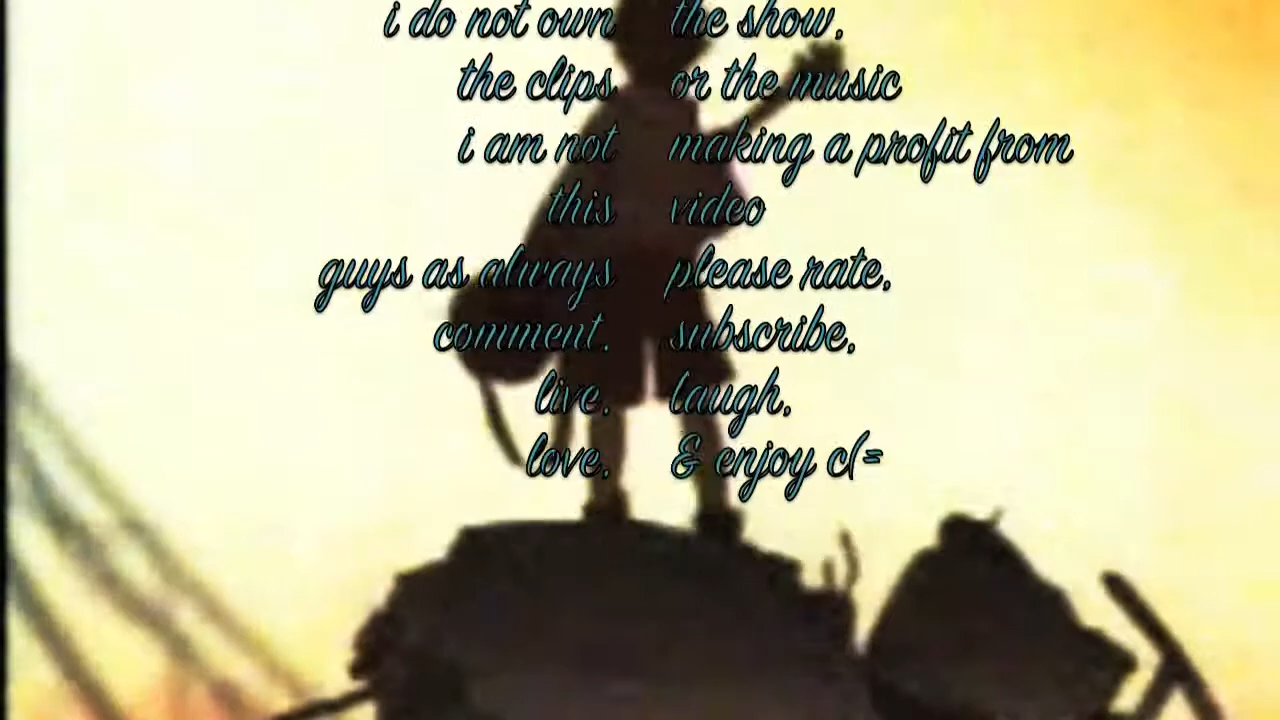 i do not own the show,
the clips or the music
i am not making a profit from
this video
guys as always please rate,
comment, subscribe,
live, laugh,
love, & enjoy c(=